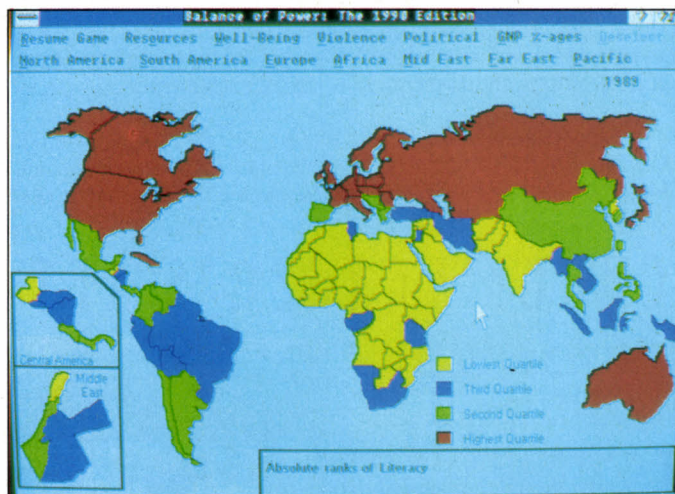 Balance of Power: The 1990 Edition
Resume Game Resources Well-Being Violence Political GNP %-ages Deselect
North America South America Europe Africa Mid East Far East Pacific
1989
Central America
Middle
East
Lowest Quartile
Third Quartile
Second Quartile
Highest Quartile
Absolute ranks of Literacy